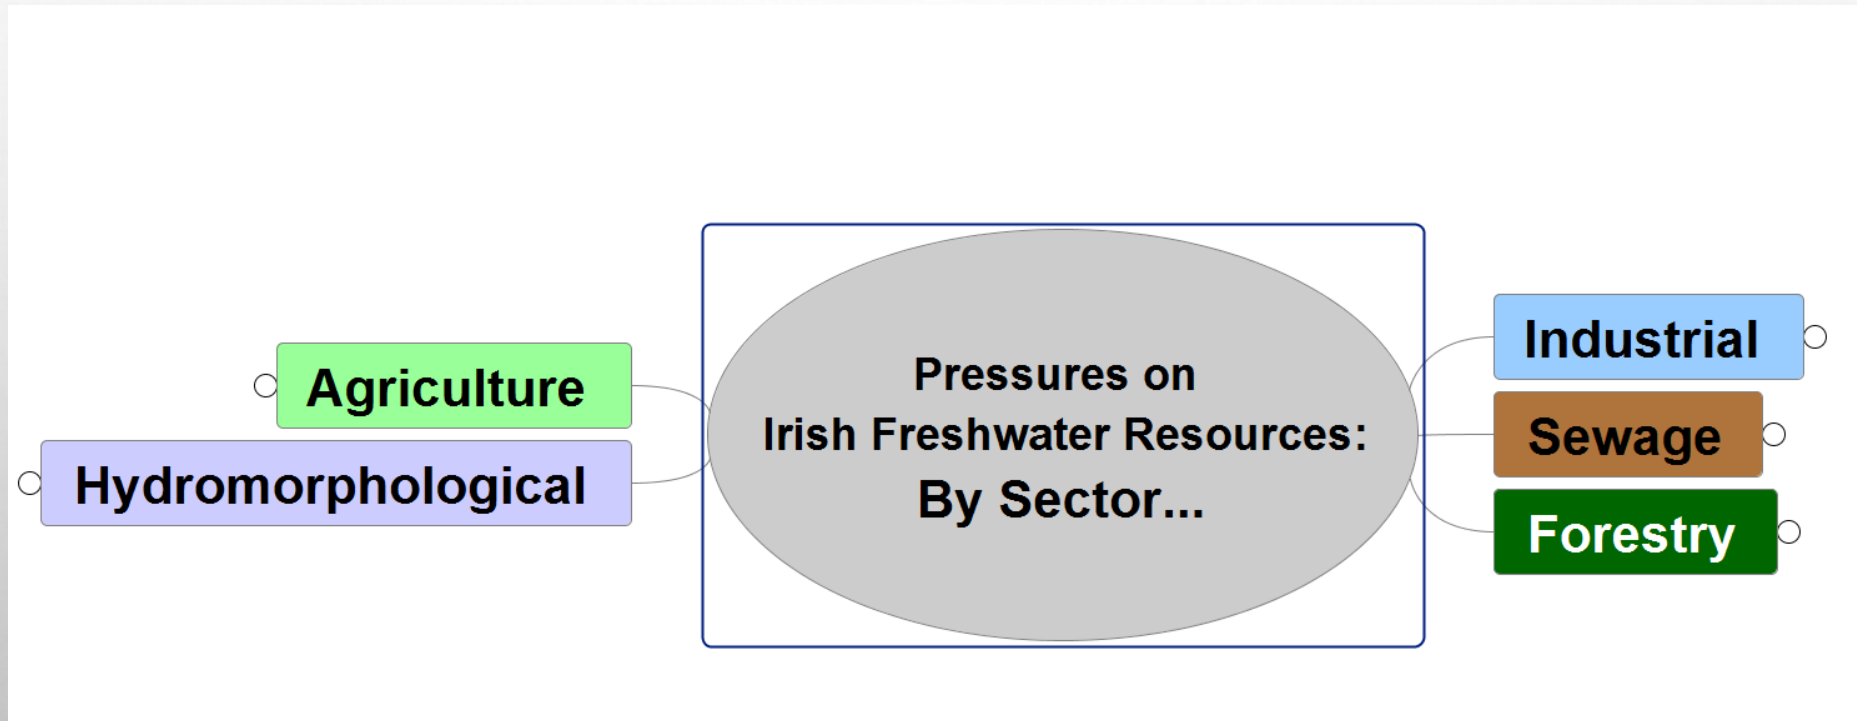 Pressures on
Irish Freshwater Resources:
By Sector...
Agriculture
Hydromorphological
Industrial
Sewage
Forestry